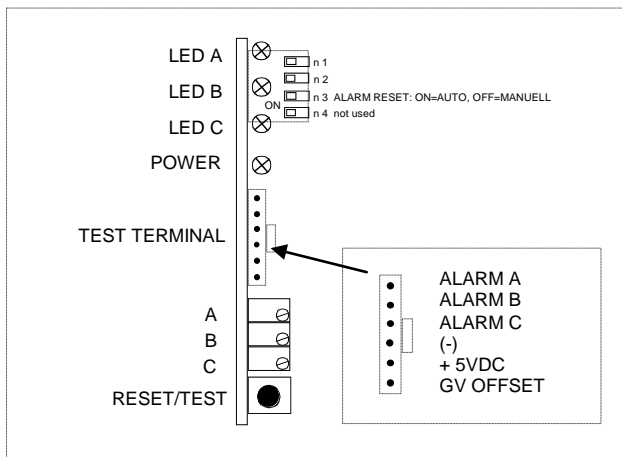 LED A
LED B
LED C
POWER
n 1
n 2
n 3 ALARM RESET: ON=AUTO, OFF=MANUELL
ON
n 4 not used
TEST TERMINAL
A
B
C
RESET/TEST
ALARM A
ALARM B
ALARM C
(-)
+ 5VDC
GV OFFSET